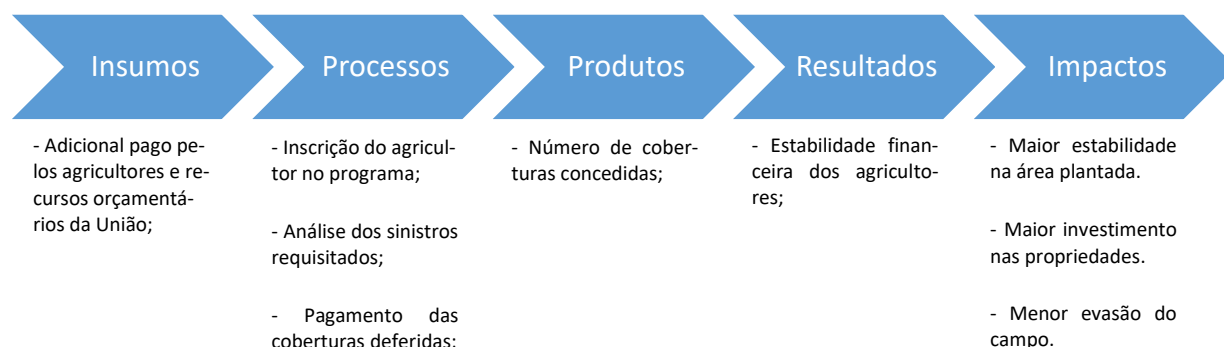 Insumos
Processos
Produtos
Resultados
Impactos
- Adicional pago pe-
los agricultores e re-
cursos orçamentá-
rios da União;
- Inscrição do agricul-
tor no programa;
- Análise dos sinistros
requisitados;
- Pagamento das
coberturas deferidas;
- Número de cober-
turas concedidas;
- Estabilidade finan-
ceira dos agriculto-
res;
- Maior estabilidade
na área plantada.
- Maior investimento
nas propriedades.
- Menor evasão do
campo.